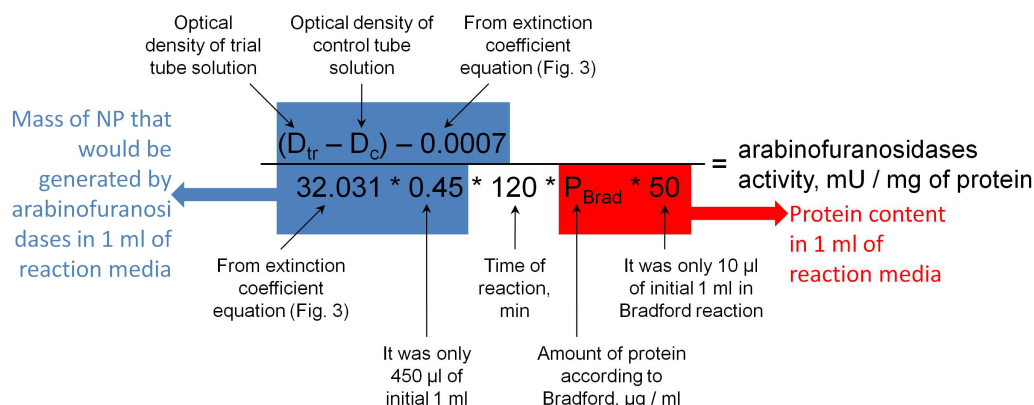 Optical
density of trial
tube solution
Optical density of
control tube
solution
From extinction
coefficient
equation (Fig. 3)
Mass of NP that
would be
generated by
arabinofuranosi
dases in 1 ml of
reaction media
(Dtr – Dc) – 0.0007
32.031 * 0.45 * 120 * PBrad * 50
= arabinofuranosidases
activity, mU / mg of protein
Protein content
in 1 ml of
reaction media
From extinction
coefficient
equation (Fig. 3)
Time of
reaction,
min
It was only 10 µl
of initial 1 ml in
Bradford reaction
It was only
450 µl of
initial 1 ml
Amount of protein
according to
Bradford, µg / ml